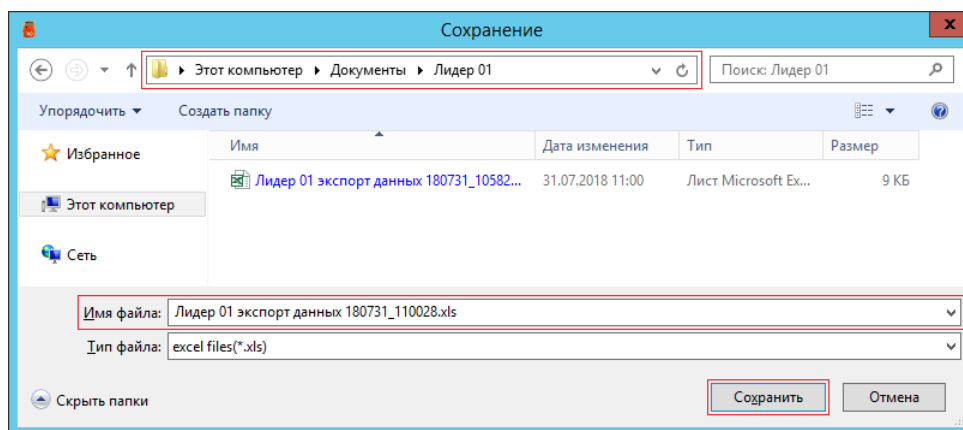 Сохранение
x
Этот компьютер Документы Лидер 01 Поиск: Лидер 01
Упорядочить Создать папку
Избранное Имя Дата изменения Тип Размер
Лидер 01 экспорт данных 180731_10582... 31.07.2018 11:00 Лист Microsoft Ex... 9 КБ
Этот компьютер
Сеть
Имя файла: Лидер 01 экспорт данных 180731_110028.xls
Тип файла: excel files(*.xls)
Скрыть папки Сохранить Отмена